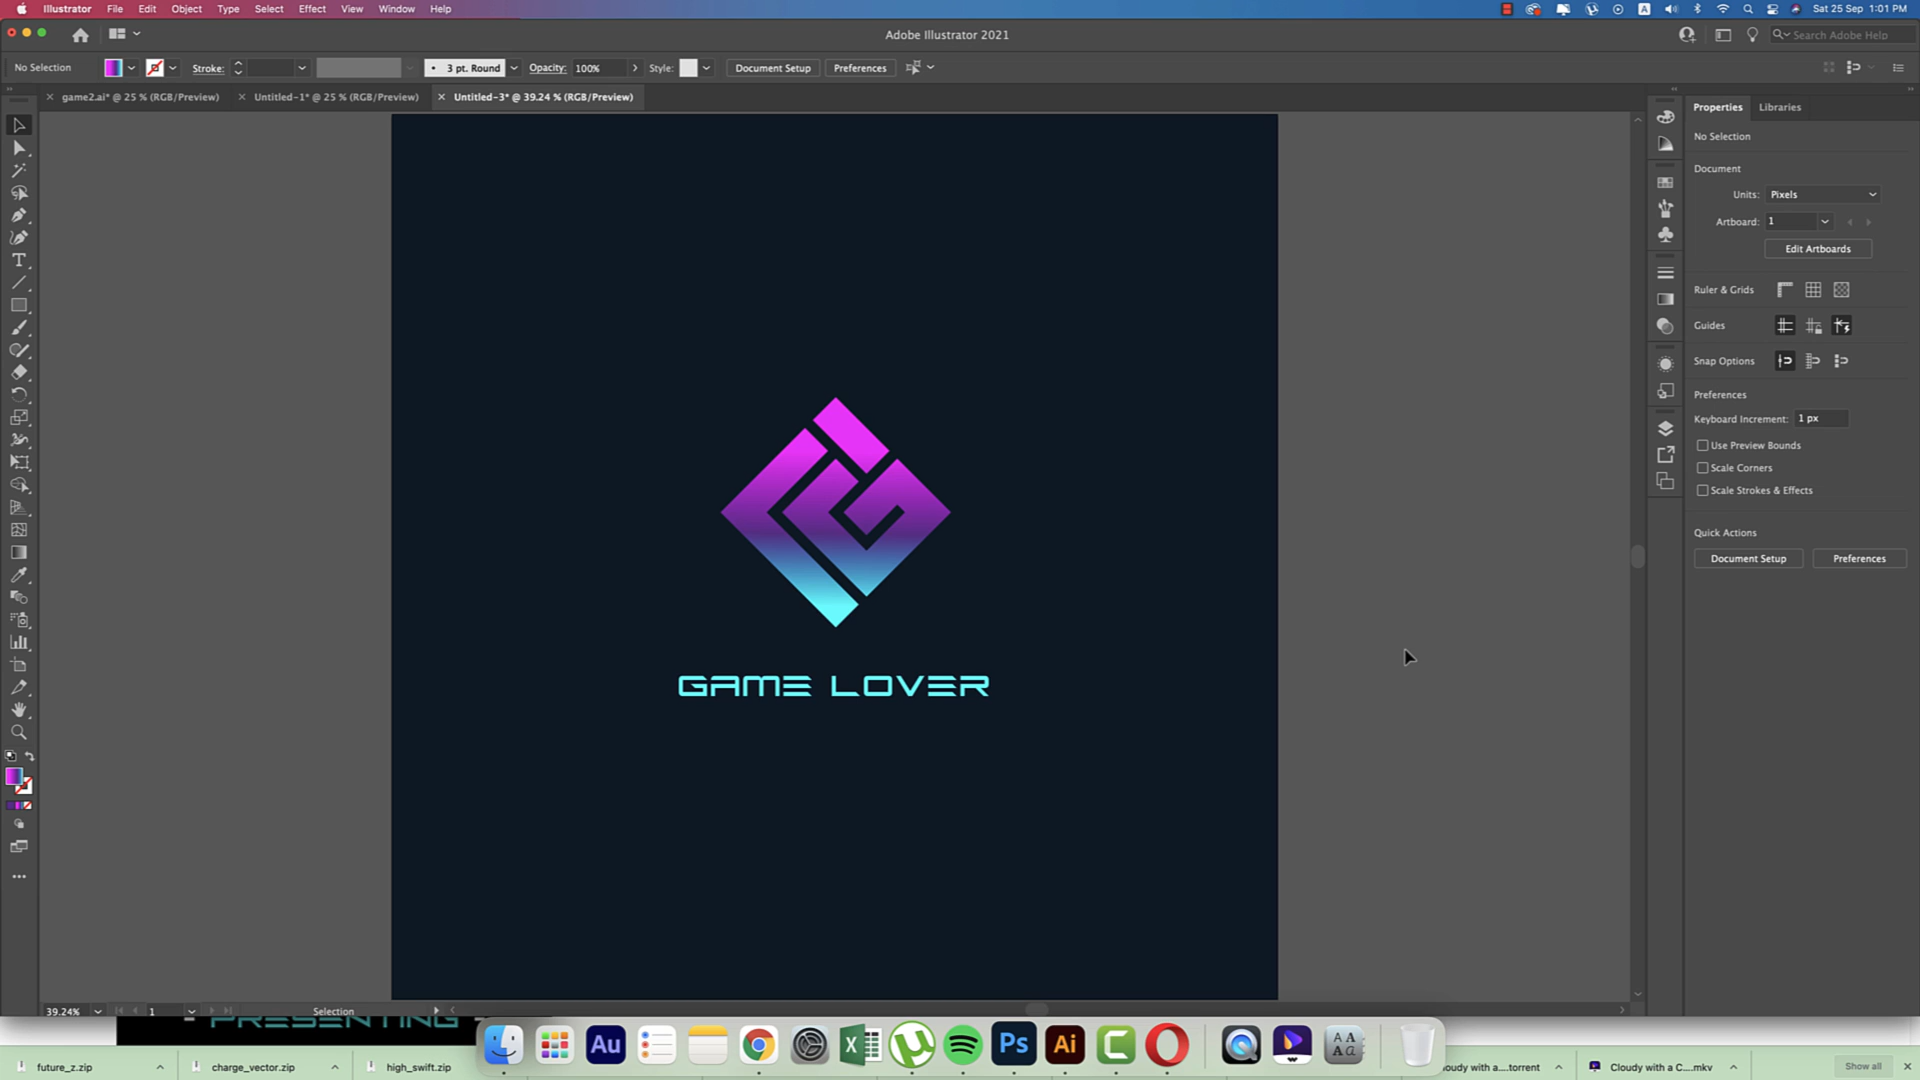 Illustrator File Edit Object Type Select Effect View Window Help
A Sat 25 Sep 1:01 PM
Adobe Illustrator 2021
Search Adobe Help
No Selection
Stroke:
3 pt. Round
Opacity: 100%
Style:
Document Setup
Preferences
game2.ai* @ 25 % (RGB/Preview)
Untitled-1* @ 25 % (RGB/Preview)
Untitled-3* @ 39.24 % (RGB/Preview)
Properties
Libraries
No Selection
Document
Units: Pixels
Artboard: 1
Edit Artboards
Ruler & Grids
Guides
Snap Options
Preferences
Keyboard Increment: 1 px
Use Preview Bounds
Scale Corners
Scale Strokes & Effects
Quick Actions
Document Setup
Preferences
GAME LOVER
39.24%
1
Selection
PRESENTING
Au
Ps
Ai
future_z.zip
charge_vector.zip
high_swift.zip
oudy with a....torrent
Cloudy with a C....mkv
Show all